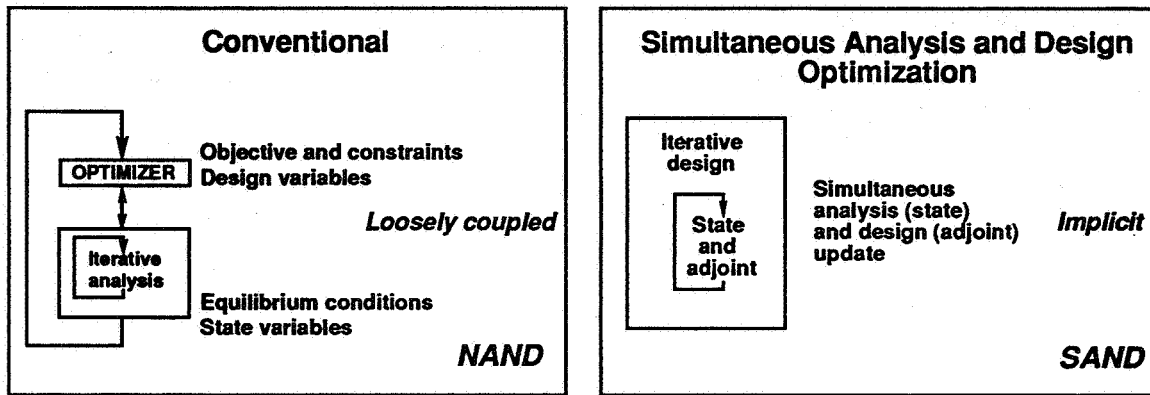 Conventional
OPTIMIZER
Objective and constraints
Design variables
Loosely coupled
Iterative
analysis
Equilibrium conditions
State variables
NAND
Simultaneous Analysis and Design
Optimization
Iterative
design
State
and
adjoint
Simultaneous
analysis (state)
and design (adjoint)
update
Implicit
SAND